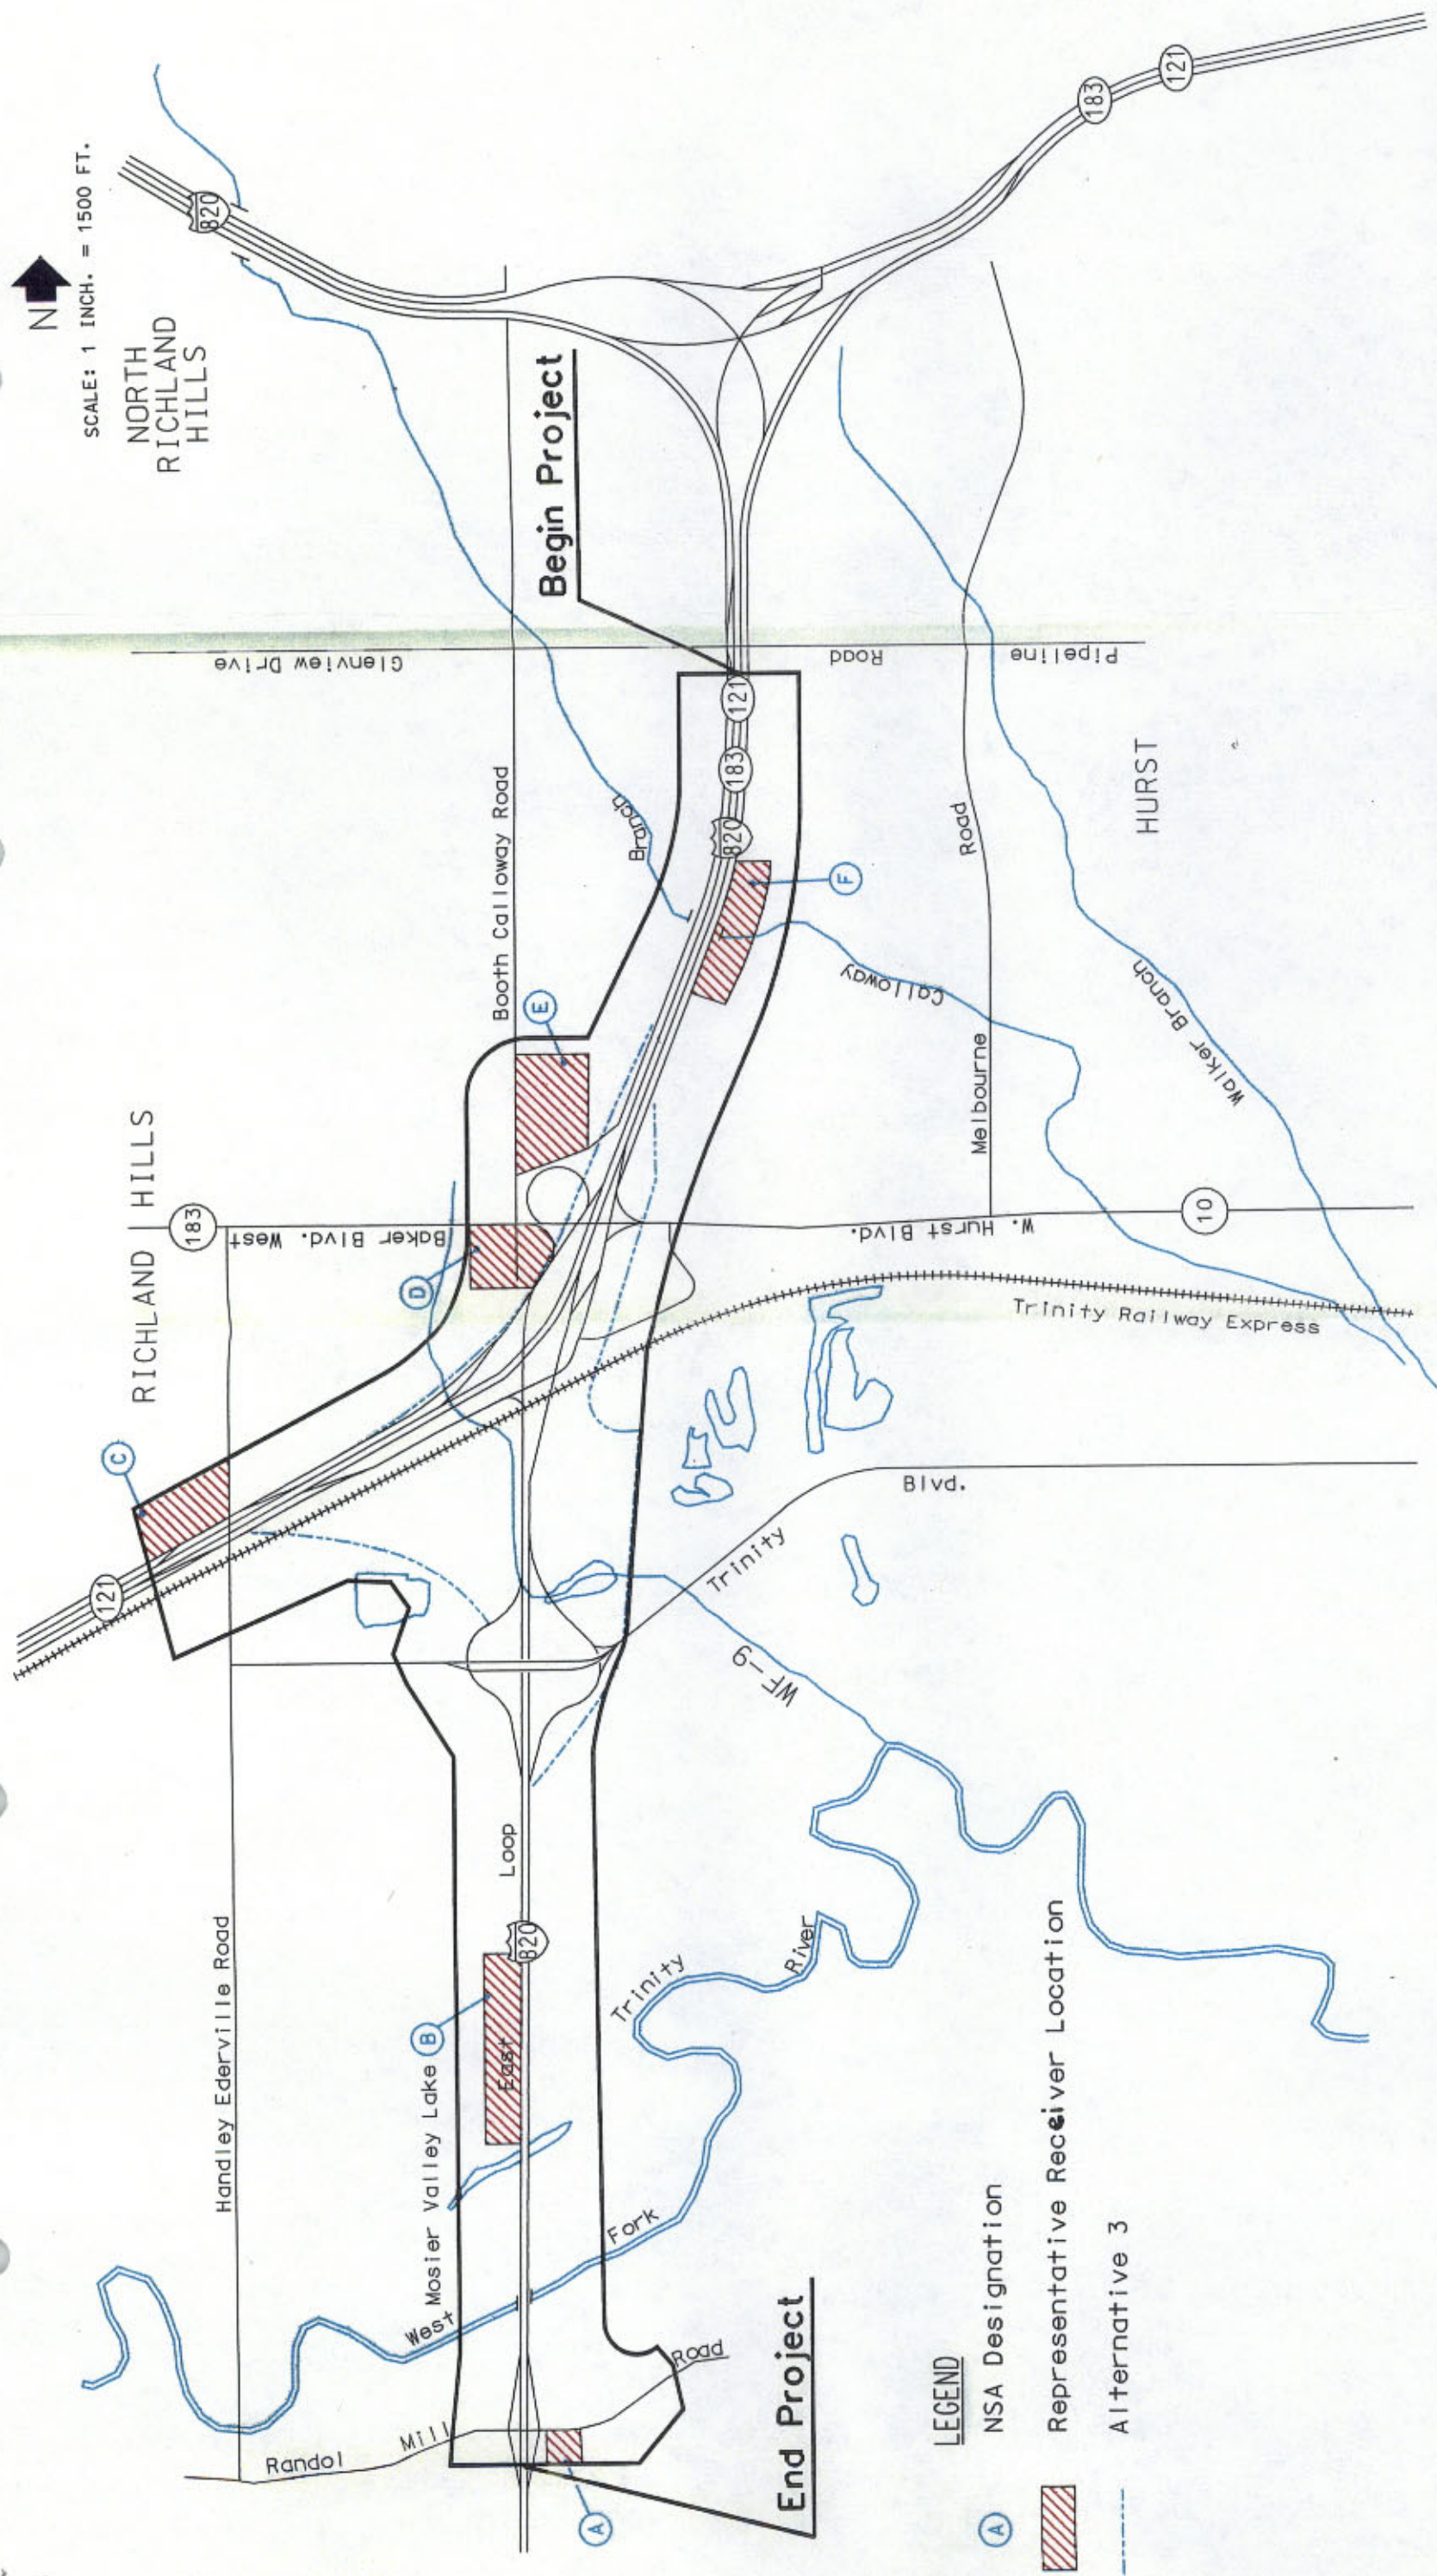 N
SCALE: 1 INCH. = 1500 FT.
NORTH
RICHLAND
HILLS
820
183
121
Begin Project
Glenview Drive
Pipeline
Road
121
183
820
Booth Calloway Road
Branch
F
Calloway
Road
Melbourne
HURST
Walker Branch
E
RICHLAND HILLS
183
Baker Blvd. West
D
W. Hurst Blvd.
10
Trinity Railway Express
C
121
Trinity
Blvd.
WF-9
Handley Ederville Road
Loop
820
East
Mosier Valley Lake
B
Trinity
River
West
Fork
Randol
Mill
Road
A
End Project
LEGEND
A
NSA Designation
Representative Receiver Location
Alternative 3